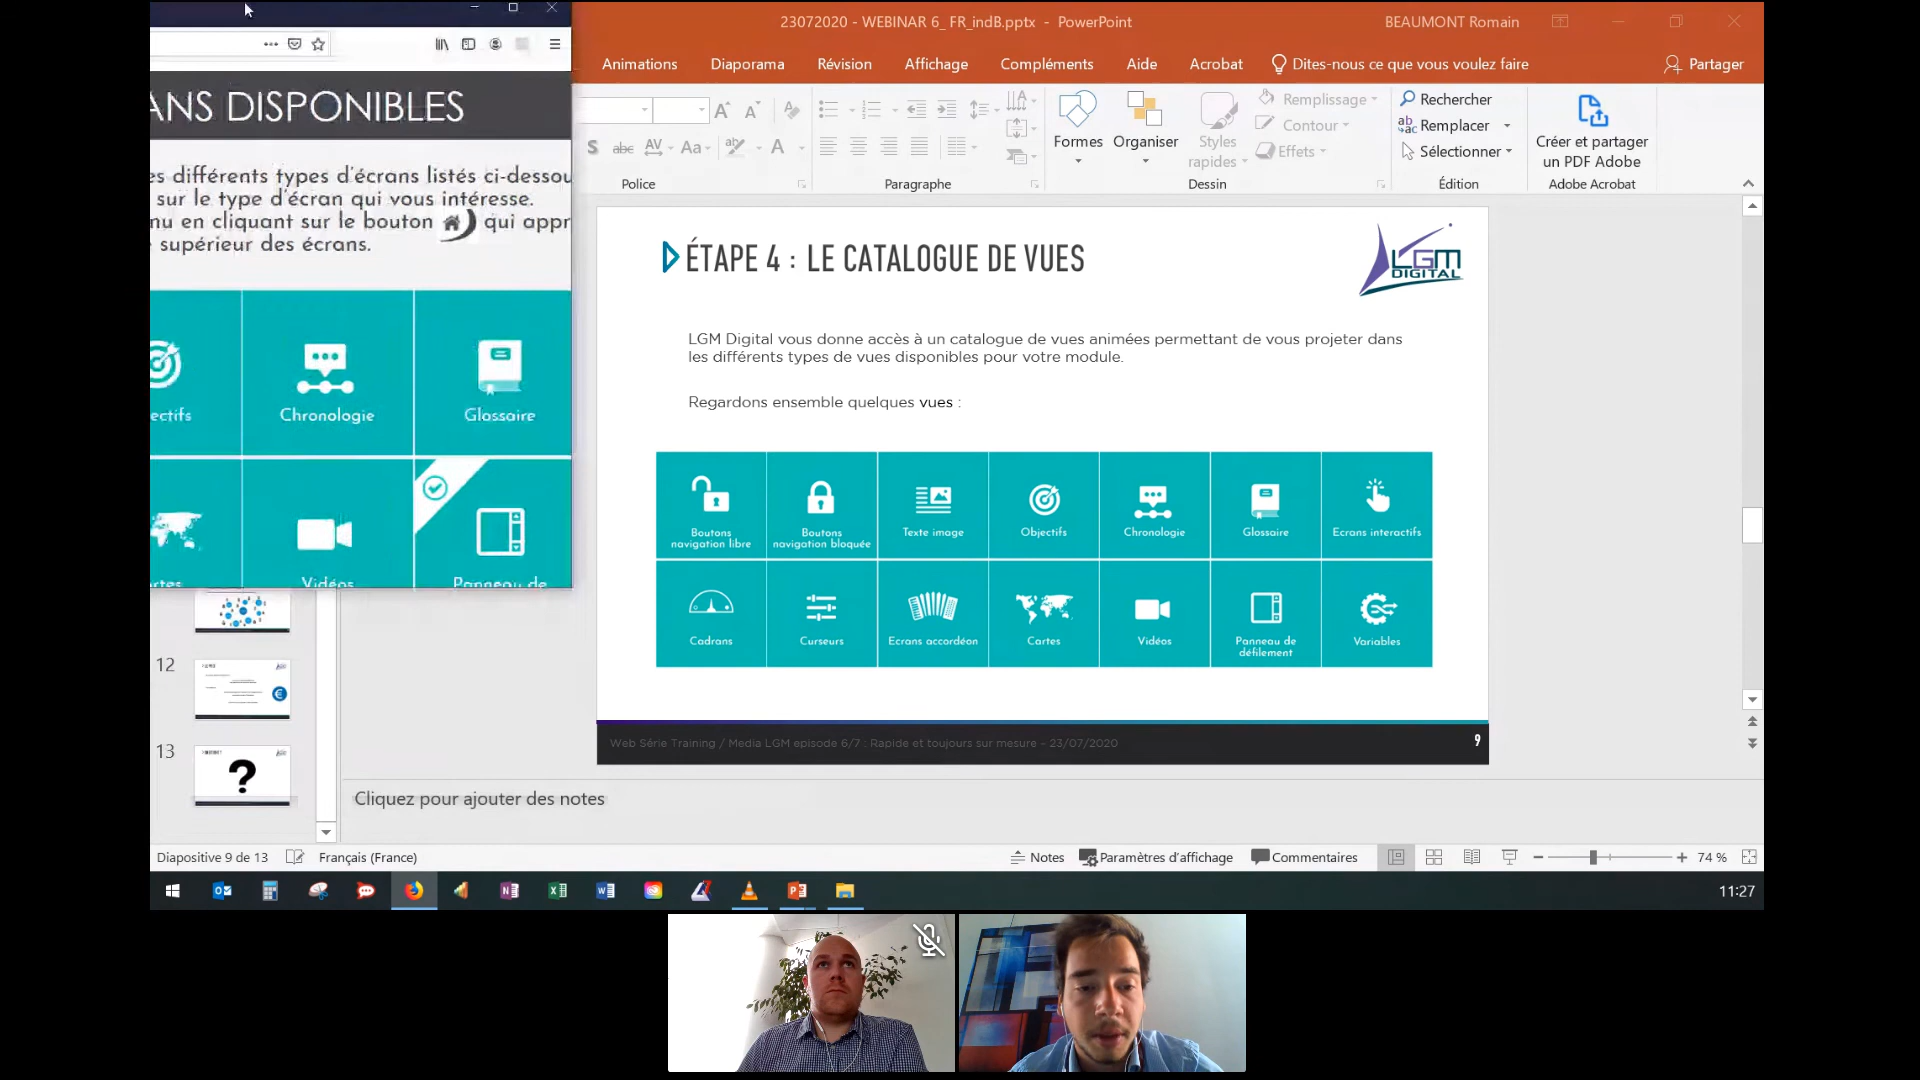 23072020 - WEBINAR 6_ FR_indB.pptx - PowerPoint
BEAUMONT Romain
Animations Diaporama Révision Affichage Compléments Aide Acrobat Dites-nous ce que vous voulez faire Partager
S abc AV Aa A
Police
Paragraphe
Formes
Organiser
Styles
rapides
Remplissage
Contour
Effets
Dessin
Rechercher
Remplacer
Sélectionner
Édition
Créer et partager
un PDF Adobe
Adobe Acrobat
ANS DISPONIBLES
es différents types d'écrans listés ci-dessou
sur le type d'écran qui vous intéresse.
nu en cliquant sur le bouton qui appr
supérieur des écrans.
ectifs
Chronologie
Glossaire
rtes
Vidéos
Panneau de
12
13
?
ÉTAPE 4 : LE CATALOGUE DE VUES
LGM
DIGITAL
LGM Digital vous donne accès à un catalogue de vues animées permettant de vous projeter dans
les différents types de vues disponibles pour votre module.
Regardons ensemble quelques vues :
Boutons
navigation libre
Boutons
navigation bloquée
Texte image
Objectifs
Chronologie
Glossaire
Ecrans interactifs
Cadrans
Curseurs
Ecrans accordéon
Cartes
Vidéos
Panneau de
défilement
Variables
Web Série Training / Media LGM episode 6/7 : Rapide et toujours sur mesure – 23/07/2020
9
Cliquez pour ajouter des notes
Diapositive 9 de 13 Français (France) Notes Paramètres d'affichage Commentaires 74 %
11:27